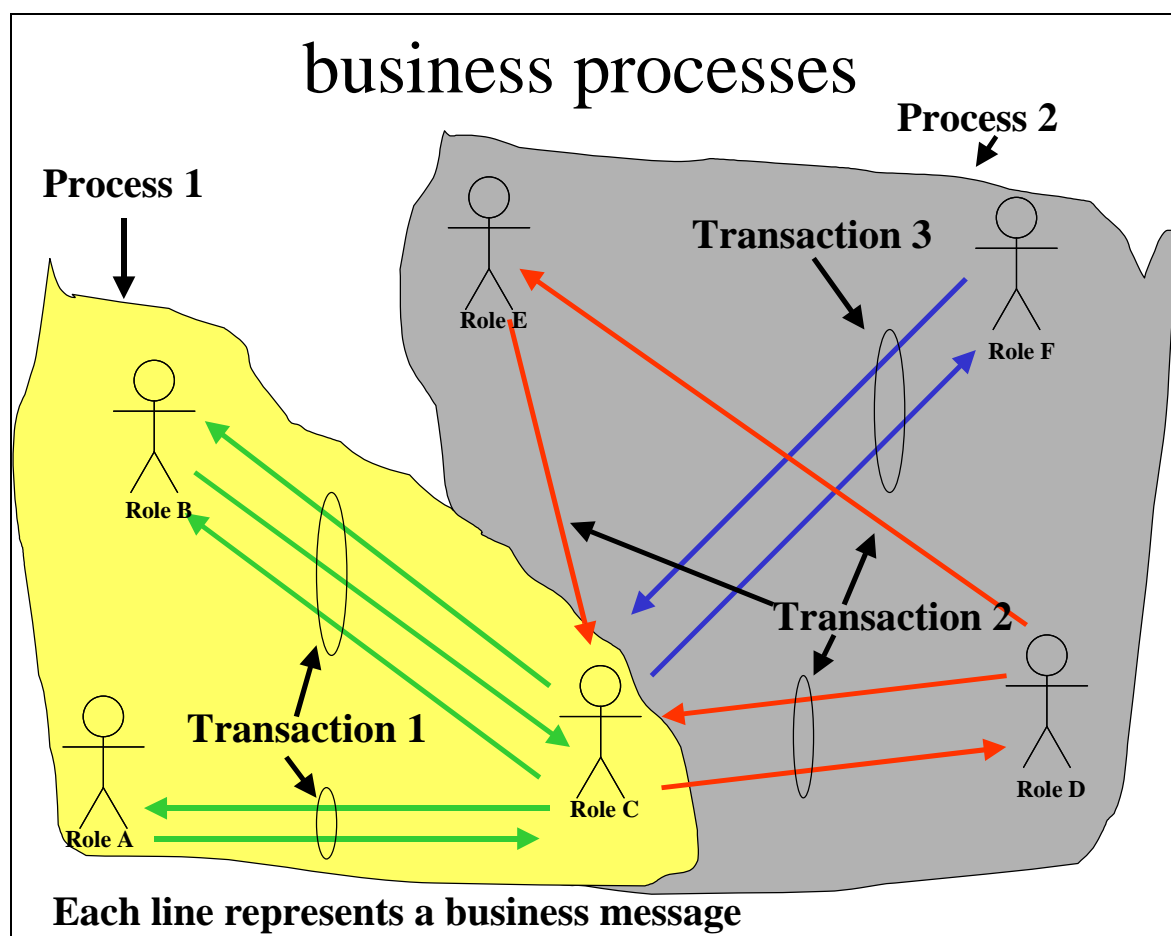 business processes
Process 2
Process 1
Transaction 3
Role E
Role F
Role B
Transaction 2
Transaction 1
Role D
Role C
Role A
Each line represents a business message